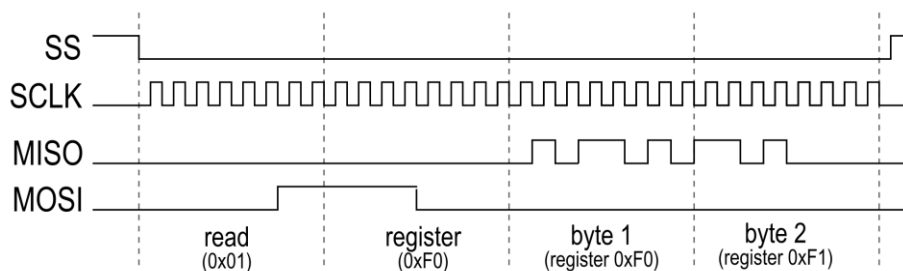 SS
SCLK
MISO
MOSI
read
(0x01)
register
(0xF0)
byte 1
(register 0xF0)
byte 2
(register 0xF1)